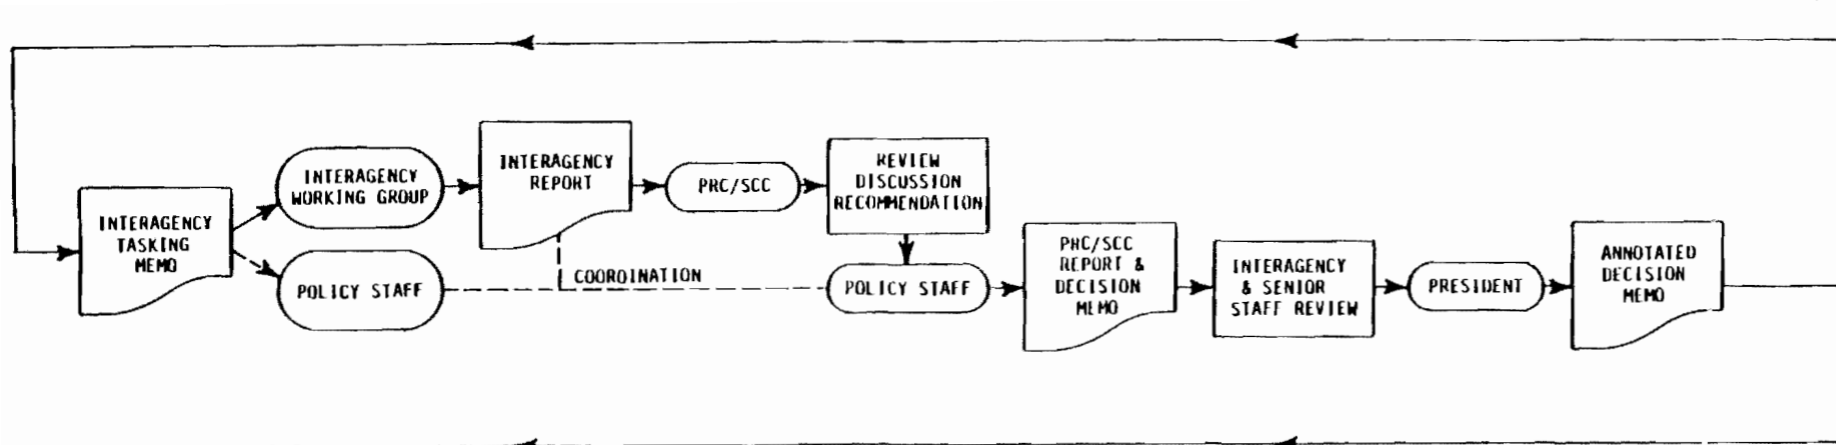 INTERAGENCY
TASKING
MEMO
INTERAGENCY
WORKING GROUP
POLICY STAFF
INTERAGENCY
REPORT
COORDINATION
PRC/SCC
REVIEW
DISCUSSION
RECOMMENDATION
POLICY STAFF
PRC/SCC
REPORT &
DECISION
MEMO
INTERAGENCY
& SENIOR
STAFF REVIEW
PRESIDENT
ANNOTATED
DECISION
MEMO